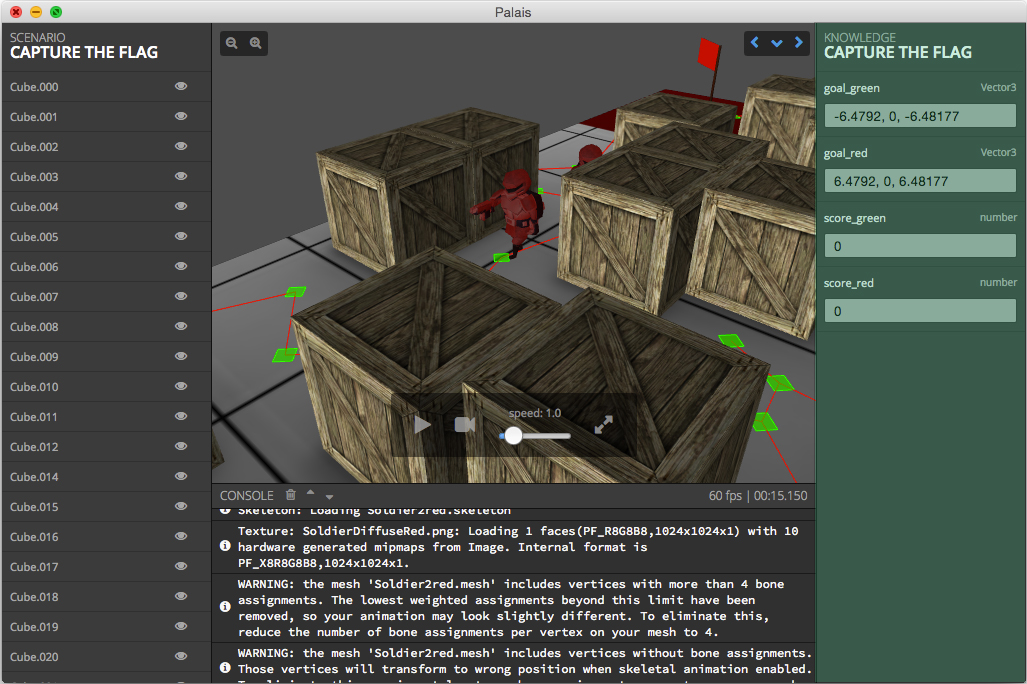 Palais
SCENARIO
CAPTURE THE FLAG
Cube.000
Cube.001
Cube.002
Cube.003
Cube.004
Cube.005
Cube.006
Cube.007
Cube.008
Cube.009
Cube.010
Cube.011
Cube.012
Cube.014
Cube.015
Cube.016
Cube.017
Cube.018
Cube.019
Cube.020
speed: 1.0
CONSOLE
60 fps | 00:15.150
Skeleton: Loading Soldier2red.skeleton
Texture: SoldierDiffuseRed.png: Loading 1 faces(PF_R8G8B8,1024x1024x1) with 10
hardware generated mipmaps from Image. Internal format is
PF_X8R8G8B8,1024x1024x1.
WARNING: the mesh 'Soldier2red.mesh' includes vertices with more than 4 bone
assignments. The lowest weighted assignments beyond this limit have been
removed, so your animation may look slightly different. To eliminate this,
reduce the number of bone assignments per vertex on your mesh to 4.
WARNING: the mesh 'Soldier2red.mesh' includes vertices without bone assignments.
Those vertices will transform to wrong position when skeletal animation enabled.
KNOWLEDGE
CAPTURE THE FLAG
goal_green Vector3
-6.4792, 0, -6.48177
goal_red Vector3
6.4792, 0, 6.48177
score_green number
0
score_red number
0